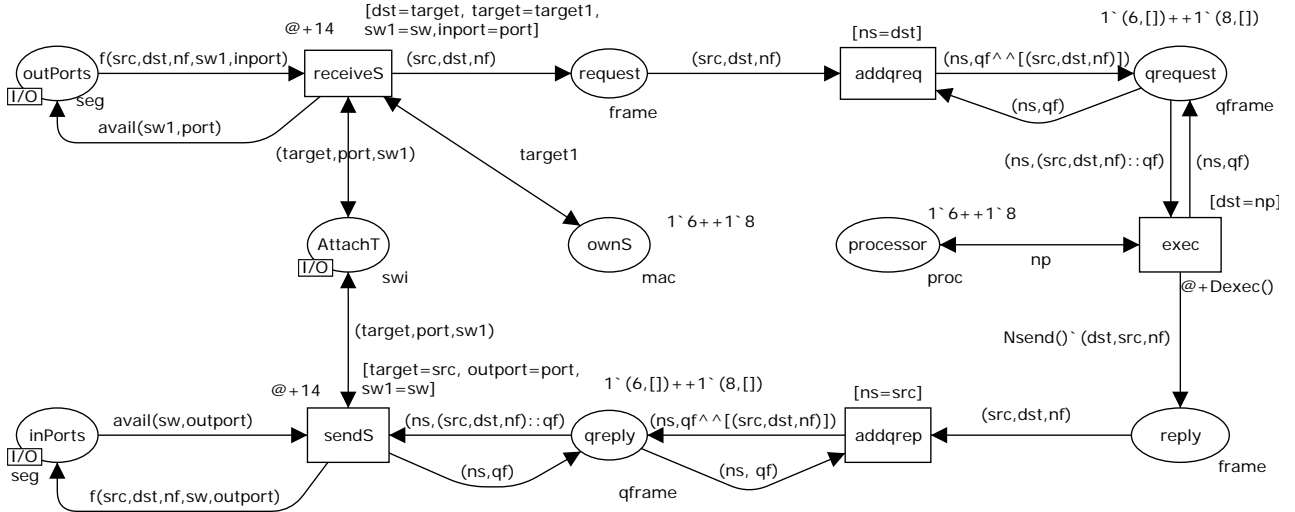 [dst=target, target=target1,
sw1=sw,inport=port]
@+14
1`(6,[])++1`(8,[])
[ns=dst]
f(src,dst,nf,sw1,inport)
(src,dst,nf)
(src,dst,nf)
(ns,qf^^[(src,dst,nf)])
outPorts
receiveS
request
addqreq
qrequest
I/O
seg
frame
(ns,qf)
qframe
avail(sw1,port)
(target,port,sw1)
target1
(ns,(src,dst,nf)::qf)
(ns,qf)
[dst=np]
1`6++1`8
1`6++1`8
AttachT
ownS
processor
exec
I/O
swi
mac
proc
np
@+Dexec()
(target,port,sw1)
Nsend()`(dst,src,nf)
[target=src, outport=port,
sw1=sw]
@+14
1`(6,[])++1`(8,[])
[ns=src]
avail(sw,outport)
(ns,(src,dst,nf)::qf)
(ns,qf^^[(src,dst,nf)])
(src,dst,nf)
inPorts
sendS
qreply
addqrep
reply
I/O
seg
(ns,qf)
(ns, qf)
frame
f(src,dst,nf,sw,outport)
qframe